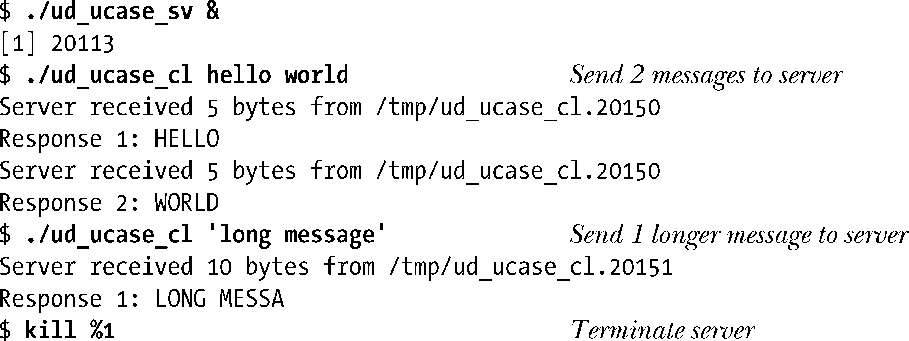 $ ./ud_ucase_sv &
[1] 20113
$ ./ud_ucase_cl hello world Send 2 messages to server
Server received 5 bytes from /tmp/ud_ucase_cl.20150
Response 1: HELLO
Server received 5 bytes from /tmp/ud_ucase_cl.20150
Response 2: WORLD
$ ./ud_ucase_cl 'long message' Send 1 longer message to server
Server received 10 bytes from /tmp/ud_ucase_cl.20151
Response 1: LONG MESSA
$ kill %1 Terminate server